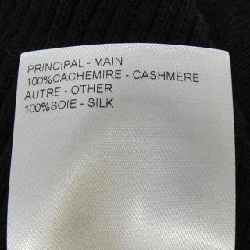 PRINCIPAL - MAIN
100%CACHEMIRE - CASHMERE
AUTRE - OTHER
100%SOIE - SILK